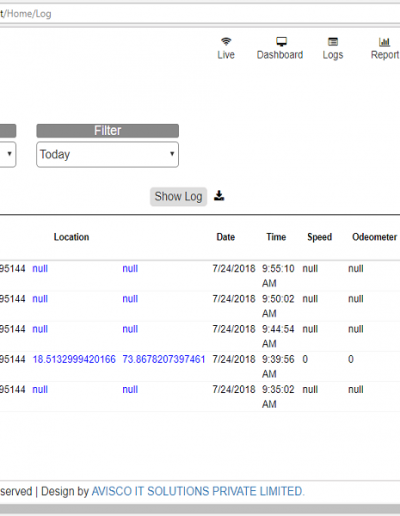 t/Home/Log
Live Dashboard Logs Report
Filter
Today
Show Log
Location Date Time Speed Odeometer
95144 null null 7/24/2018 9:55:10 AM null null
95144 null null 7/24/2018 9:50:02 AM null null
95144 null null 7/24/2018 9:44:54 AM null null
95144 18.5132999420166 73.8678207397461 7/24/2018 9:39:56 AM 0 0
95144 null null 7/24/2018 9:35:02 AM null null
served | Design by AVISCO IT SOLUTIONS PRIVATE LIMITED.